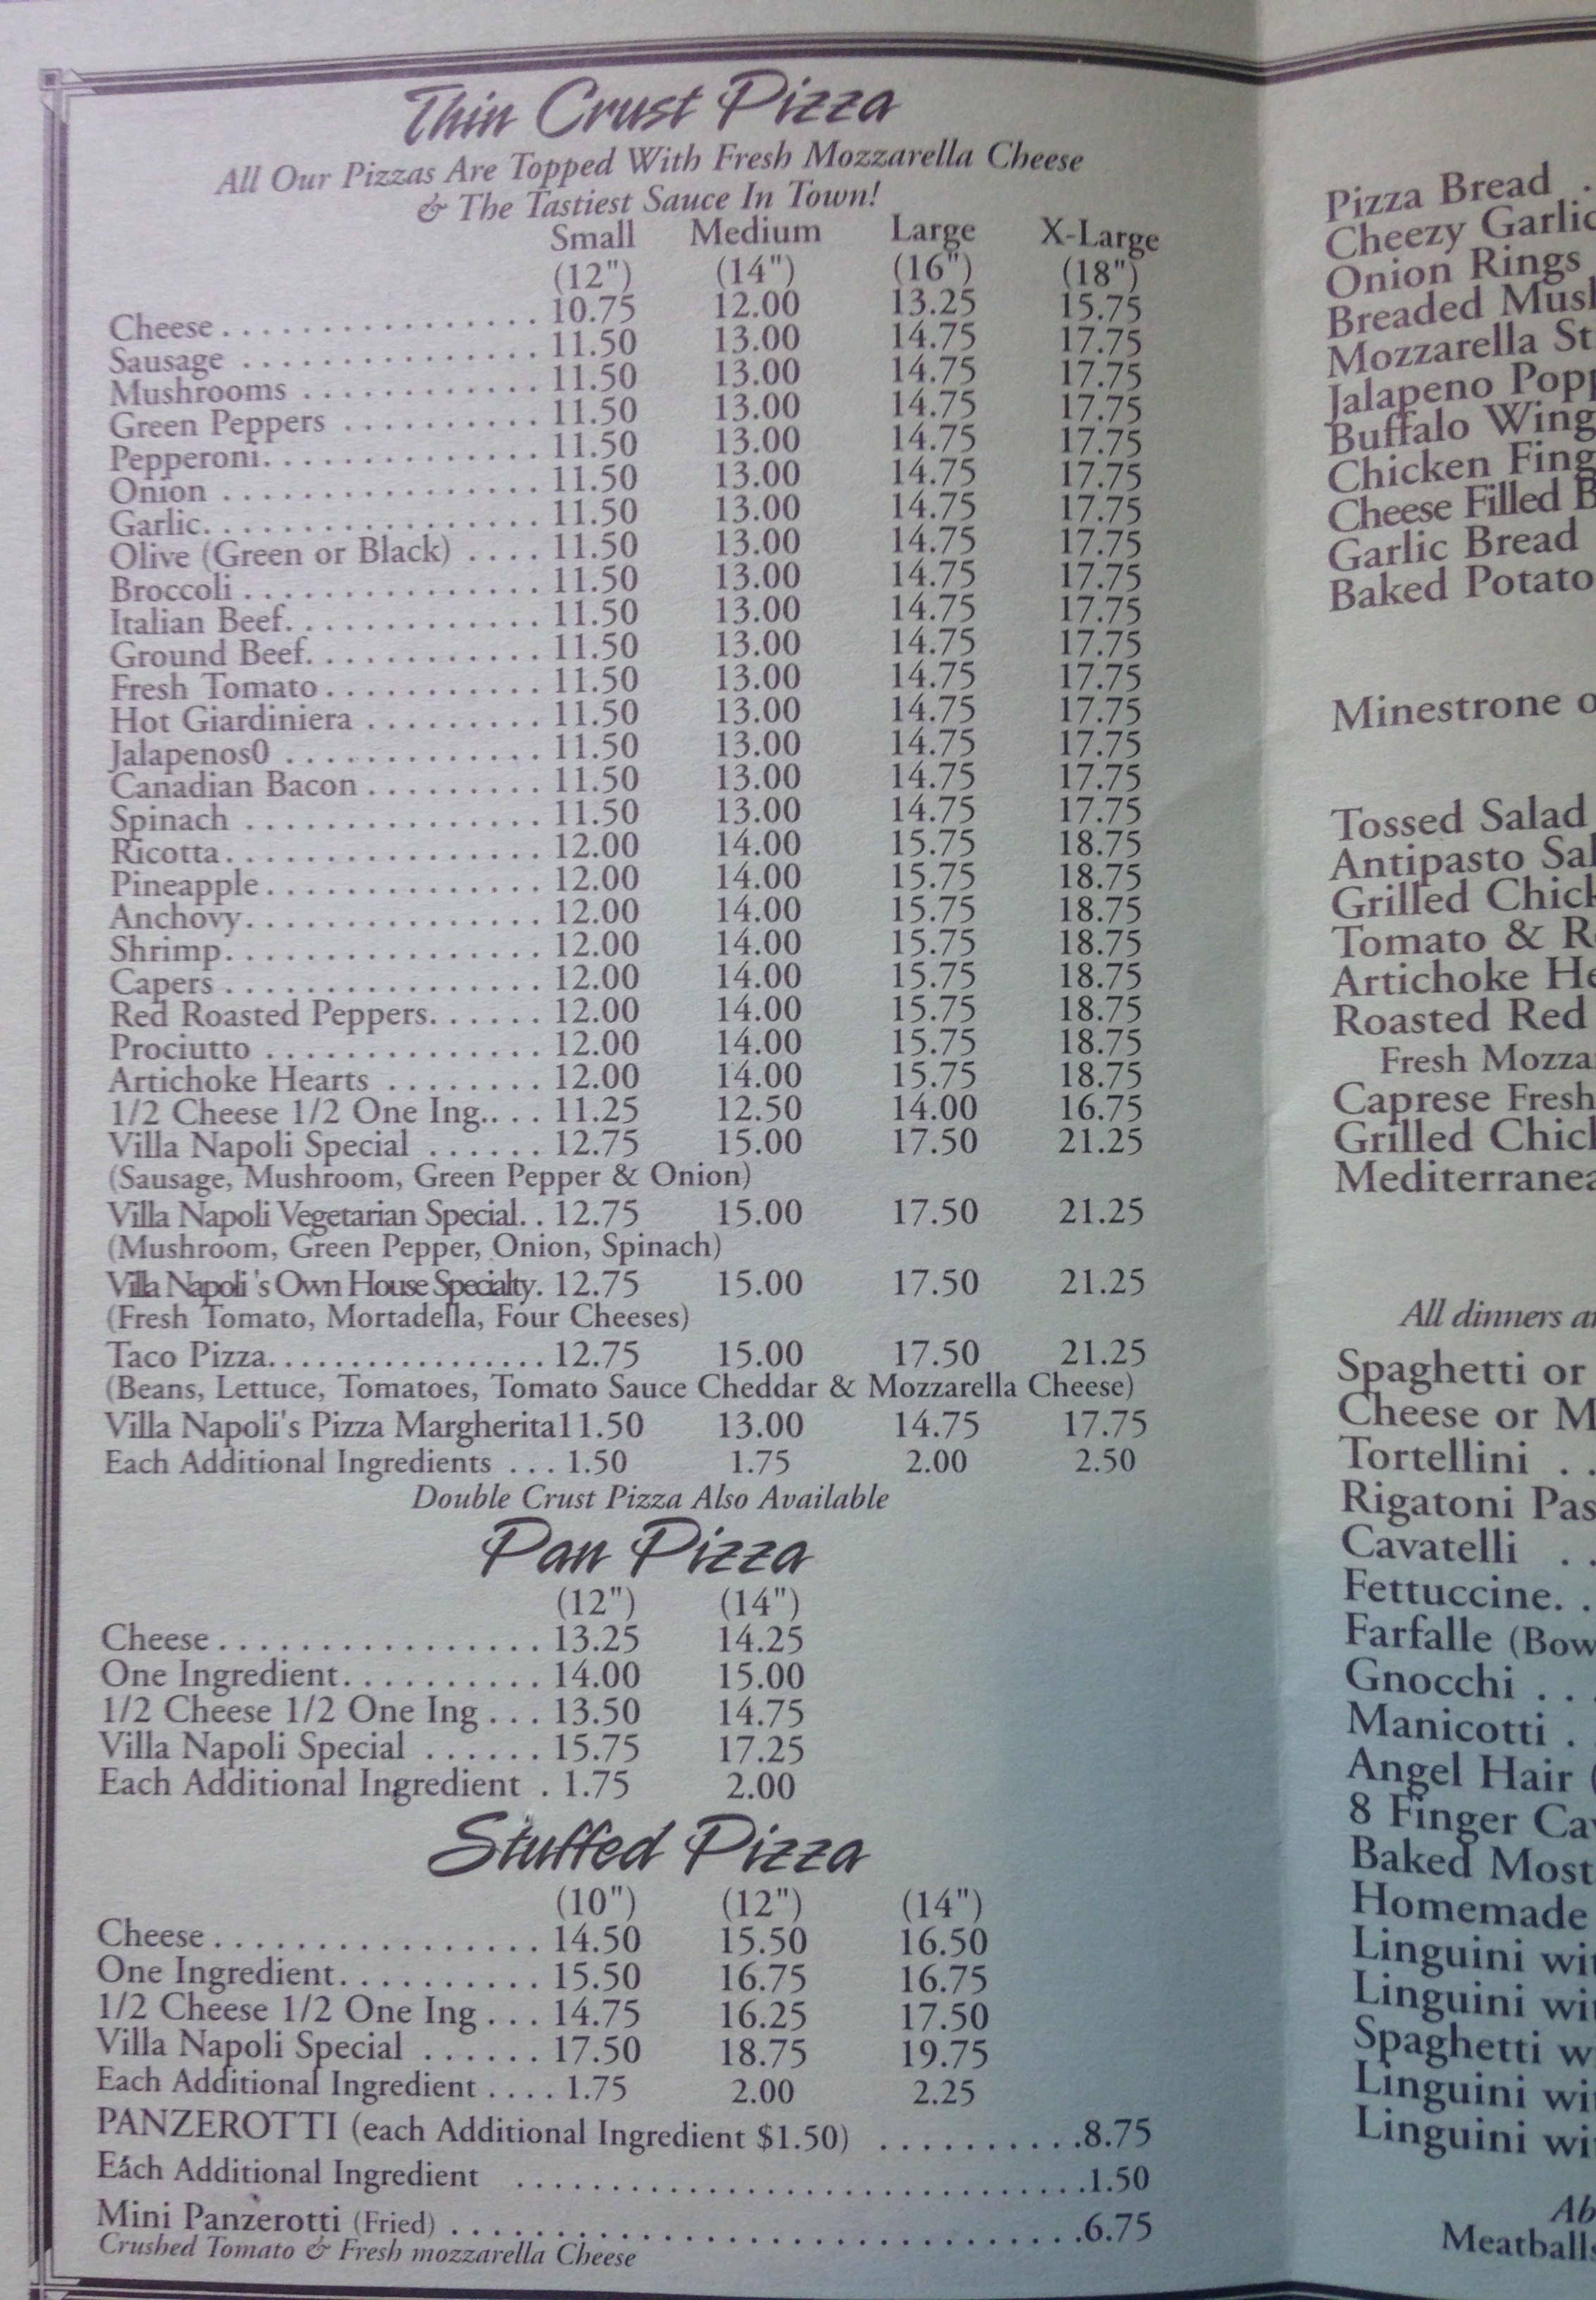 Thin Crust Pizza
All Our Pizzas Are Topped With Fresh Mozzarella Cheese
& The Tastiest Sauce In Town!
Small Medium Large X-Large
(12") (14") (16") (18")
Cheese................ 10.75 12.00 13.25 15.75
Sausage ............... 11.50 13.00 14.75 17.75
Mushrooms ............ 11.50 13.00 14.75 17.75
Green Peppers .......... 11.50 13.00 14.75 17.75
Pepperoni.............. 11.50 13.00 14.75 17.75
Onion ................ 11.50 13.00 14.75 17.75
Garlic................. 11.50 13.00 14.75 17.75
Olive (Green or Black) .... 11.50 13.00 14.75 17.75
Broccoli ............... 11.50 13.00 14.75 17.75
Italian Beef............. 11.50 13.00 14.75 17.75
Ground Beef............ 11.50 13.00 14.75 17.75
Fresh Tomato ........... 11.50 13.00 14.75 17.75
Hot Giardiniera ......... 11.50 13.00 14.75 17.75
Jalapenos0 ............. 11.50 13.00 14.75 17.75
Canadian Bacon ......... 11.50 13.00 14.75 17.75
Spinach ............... 11.50 13.00 14.75 17.75
Ricotta................ 12.00 14.00 15.75 18.75
Pineapple.............. 12.00 14.00 15.75 18.75
Anchovy............... 12.00 14.00 15.75 18.75
Shrimp................ 12.00 14.00 15.75 18.75
Capers ................ 12.00 14.00 15.75 18.75
Red Roasted Peppers...... 12.00 14.00 15.75 18.75
Prociutto .............. 12.00 14.00 15.75 18.75
Artichoke Hearts ........ 12.00 14.00 15.75 18.75
1/2 Cheese 1/2 One Ing.... 11.25 12.50 14.00 16.75
Villa Napoli Special ...... 12.75 15.00 17.50 21.25
(Sausage, Mushroom, Green Pepper & Onion)
Villa Napoli Vegetarian Special.. 12.75 15.00 17.50 21.25
(Mushroom, Green Pepper, Onion, Spinach)
Villa Napoli 's Own House Specialty. 12.75 15.00 17.50 21.25
(Fresh Tomato, Mortadella, Four Cheeses)
Taco Pizza................. 12.75 15.00 17.50 21.25
(Beans, Lettuce, Tomatoes, Tomato Sauce Cheddar & Mozzarella Cheese)
Villa Napoli's Pizza Margherita11.50 13.00 14.75 17.75
Each Additional Ingredients ... 1.50 1.75 2.00 2.50
Double Crust Pizza Also Available
Pan Pizza
(12") (14")
Cheese................ 13.25 14.25
One Ingredient.......... 14.00 15.00
1/2 Cheese 1/2 One Ing ... 13.50 14.75
Villa Napoli Special ...... 15.75 17.25
Each Additional Ingredient . 1.75 2.00
Stuffed Pizza
(10") (12") (14")
Cheese................ 14.50 15.50 16.50
One Ingredient.......... 15.50 16.75 16.75
1/2 Cheese 1/2 One Ing ... 14.75 16.25 17.50
Villa Napoli Special ...... 17.50 18.75 19.75
Each Additional Ingredient .... 1.75 2.00 2.25
PANZEROTTI (each Additional Ingredient $1.50) ..........8.75
Each Additional Ingredient .............................1.50
Mini Panzerotti (Fried) .................................6.75
Crushed Tomato & Fresh mozzarella Cheese
Pizza Bread .
Cheezy Garlic
Onion Rings
Breaded
Mozzarella
Jalapeno
Buffalo
Chicken
Cheese Filled
Garlic Bread
Baked Potato
Minestrone
Tossed Salad
Antipasto
Grilled
Tomato &
Artichoke
Roasted Red
Fresh
Caprese Fresh
Grilled
All dinners
Spaghetti or
Cheese or
Tortellini ..
Rigatoni
Cavatelli ..
Fettuccine..
Farfalle
Gnocchi ..
Manicotti .
Angel Hair
8 Finger
Baked
Homemade
Linguini
Linguini
Spaghetti
Linguini
Linguini